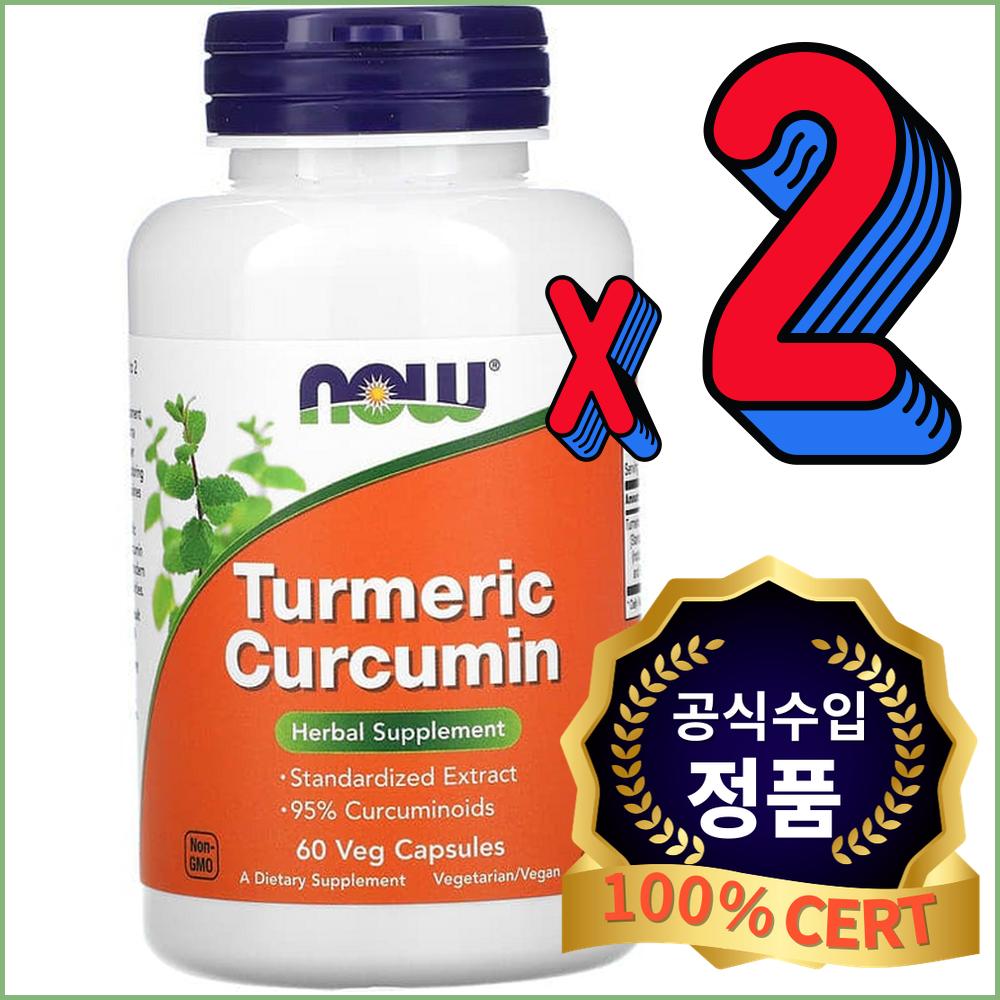 now®
x2
Turmeric
Curcumin
Herbal Supplement
•Standardized Extract
•95% Curcuminoids
Non-
GMO
60 Veg Capsules
A Dietary Supplement Vegetarian/Vegan
공식수입
정품
100% CERT